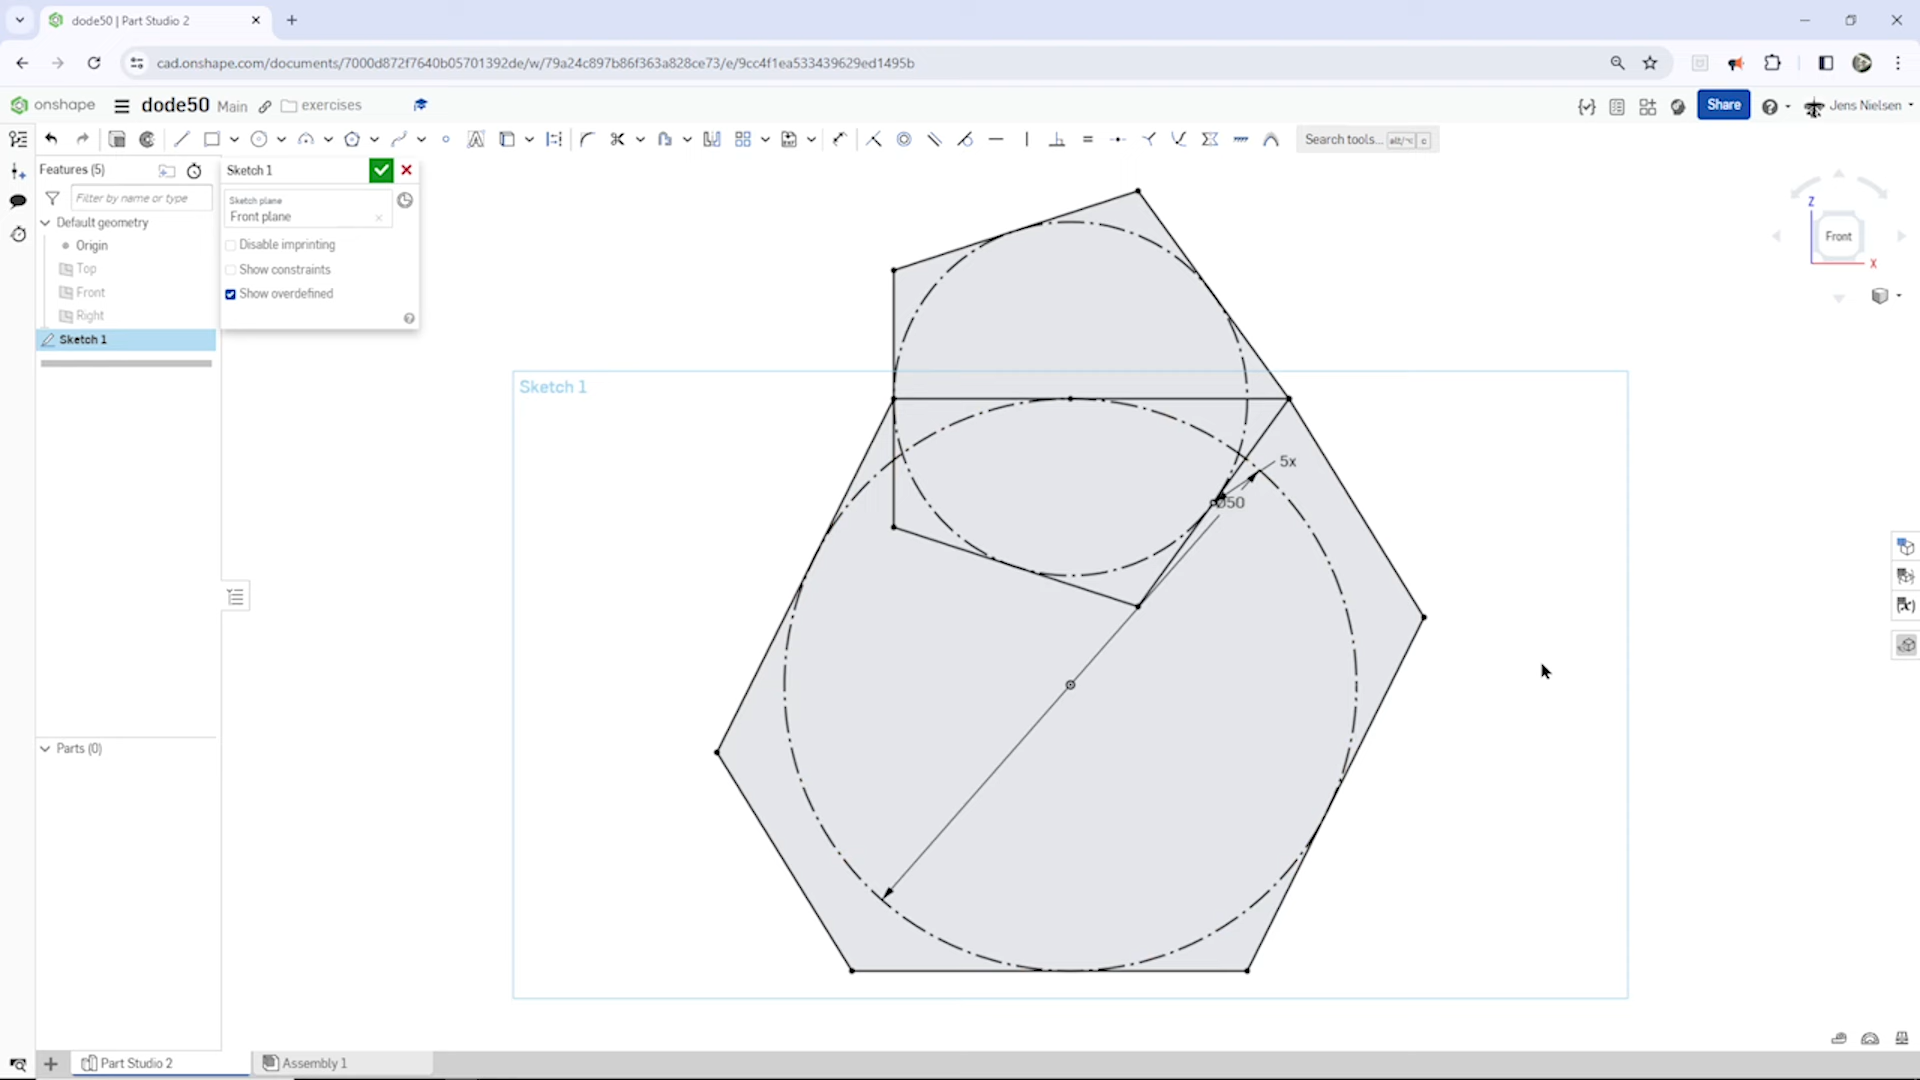 dode50 | Part Studio 2
cad.onshape.com/documents/7000d872f7640b05701392de/w/79a24c897b86f363a828ce73/e/9cc4f1ea533439629ed1495b
onshape
dode50 Main
exercises
Share
Jens Nielsen
Search tools... alt/⌥ c
Features (5)
Filter by name or type
Default geometry
Origin
Top
Front
Right
Sketch 1
Parts (0)
Sketch 1
Sketch plane
Front plane
Disable imprinting
Show constraints
Show overdefined
Sketch 1
5x
Ø50
Z
Front
X
Part Studio 2
Assembly 1